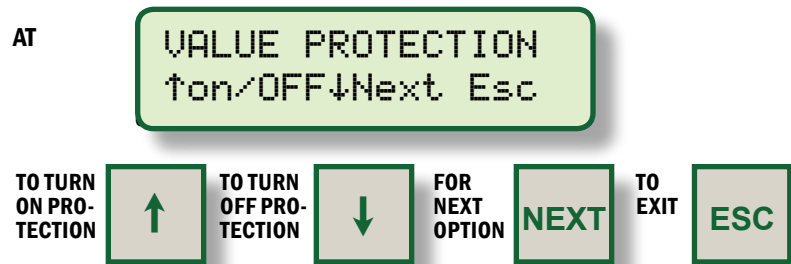 AT
VALUE PROTECTION
↑on/OFF↓Next Esc
TO TURN
ON PRO-
TECTION
↑
TO TURN
OFF PRO-
TECTION
↓
FOR
NEXT
OPTION
NEXT
TO
EXIT
ESC